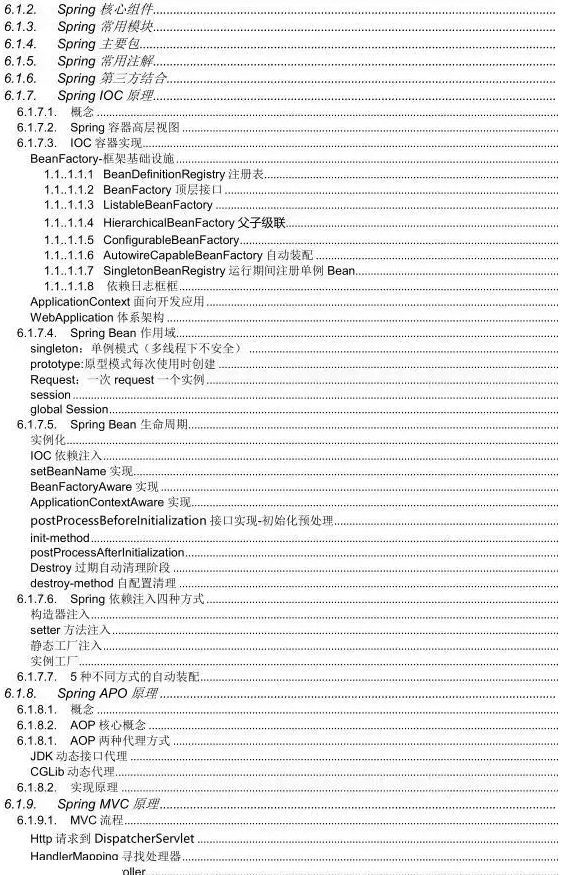 6.1.2. Spring 核心组件
6.1.3. Spring 常用模块
6.1.4. Spring 主要包
6.1.5. Spring 常用注解
6.1.6. Spring 第三方结合
6.1.7. Spring IOC 原理
6.1.7.1. 概念
6.1.7.2. Spring 容器高层视图
6.1.7.3. IOC 容器实现
BeanFactory-框架基础设施
1.1..1.1.1 BeanDefinitionRegistry 注册表
1.1..1.1.2 BeanFactory 顶层接口
1.1..1.1.3 ListableBeanFactory
1.1..1.1.4 HierarchicalBeanFactory 父子级联
1.1..1.1.5 ConfigurableBeanFactory
1.1..1.1.6 AutowireCapableBeanFactory 自动装配
1.1..1.1.7 SingletonBeanRegistry 运行期间注册单例 Bean
1.1..1.1.8 依赖日志框框
ApplicationContext 面向开发应用
WebApplication 体系架构
6.1.7.4. Spring Bean 作用域
singleton：单例模式（多线程下不安全）
prototype:原型模式每次使用时创建
Request：一次 request 一个实例
session
global Session
6.1.7.5. Spring Bean 生命周期
实例化
IOC 依赖注入
setBeanName 实现
BeanFactoryAware 实现
ApplicationContextAware 实现
postProcessBeforeInitialization 接口实现-初始化预处理
init-method
postProcessAfterInitialization
Destroy 过期自动清理阶段
destroy-method 自配置清理
6.1.7.6. Spring 依赖注入四种方式
构造器注入
setter 方法注入
静态工厂注入
实例工厂
6.1.7.7. 5 种不同方式的自动装配
6.1.8. Spring APO 原理
6.1.8.1. 概念
6.1.8.2. AOP 核心概念
6.1.8.1. AOP 两种代理方式
JDK 动态接口代理
CGLib 动态代理
6.1.8.2. 实现原理
6.1.9. Spring MVC 原理
6.1.9.1. MVC 流程
Http 请求到 DispatcherServlet
HandlerMapping 寻找处理器
oller